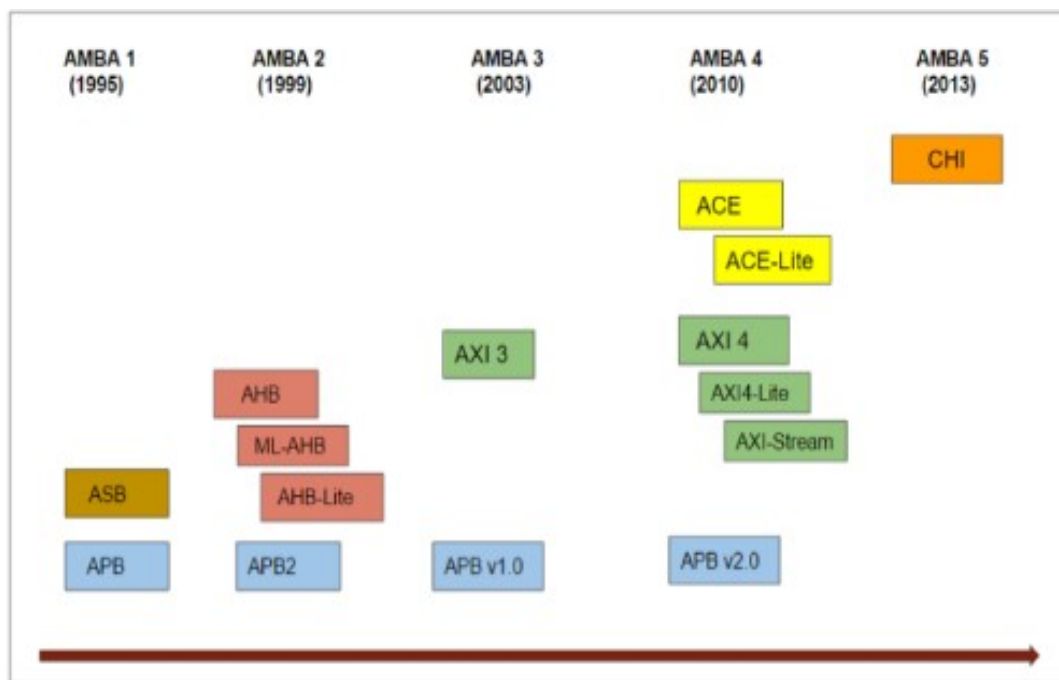 AMBA 1
(1995)
AMBA 2
(1999)
AMBA 3
(2003)
AMBA 4
(2010)
AMBA 5
(2013)
CHI
ACE
ACE-Lite
AXI 3
AXI 4
AHB
AXI4-Lite
ML-AHB
AXI-Stream
ASB
AHB-Lite
APB
APB2
APB v1.0
APB v2.0